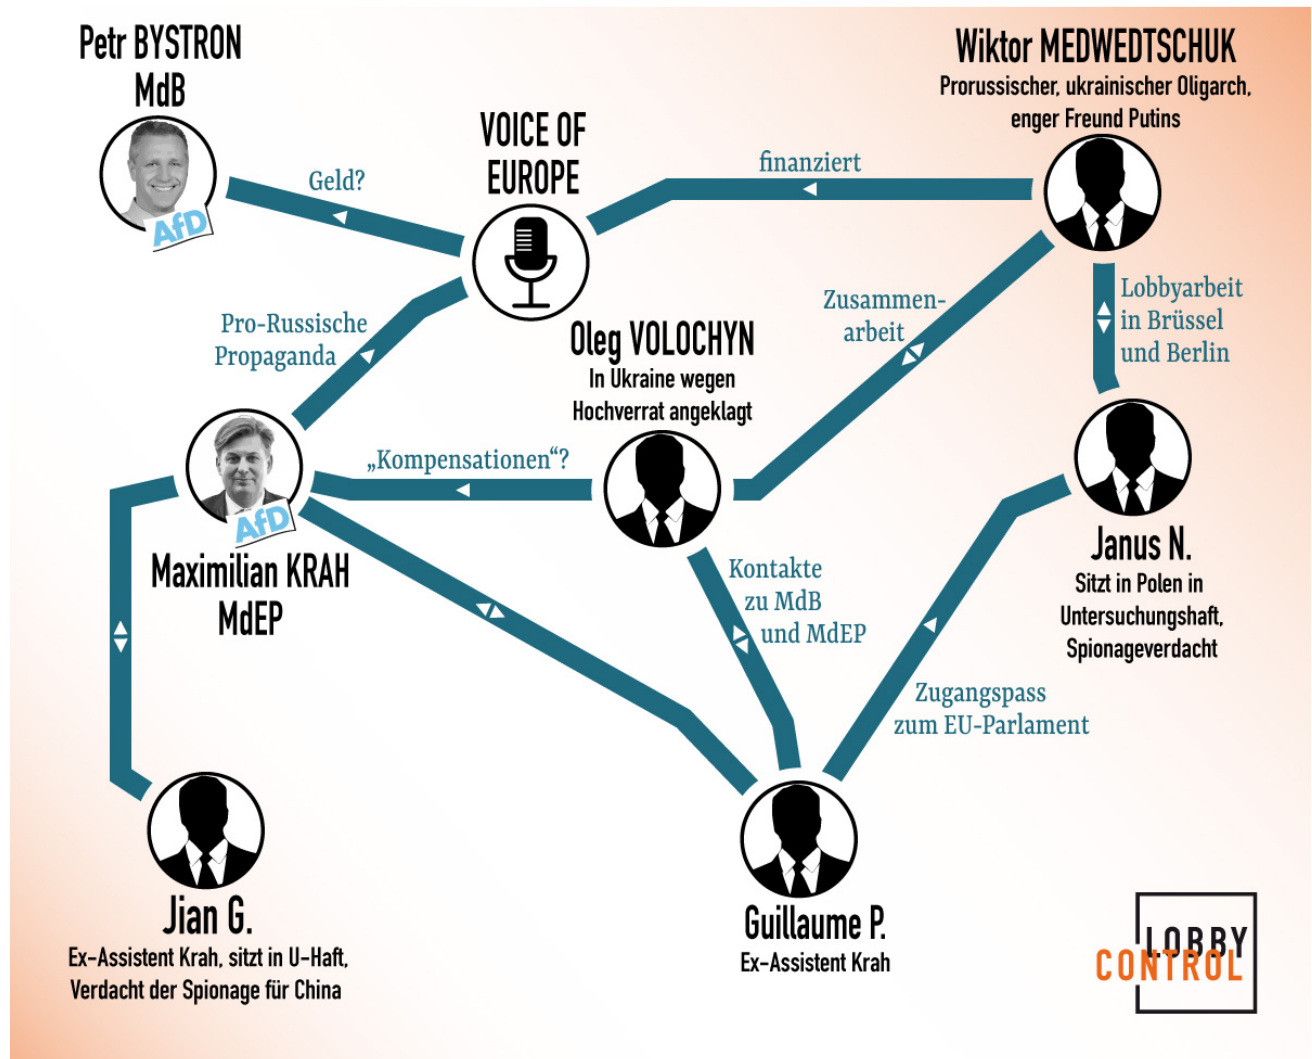 Petr BYSTRON
MdB
AfD
Geld?
VOICE OF
EUROPE
finanziert
Wiktor MEDWEDTSCHUK
Prorussischer, ukrainischer Oligarch,
enger Freund Putins
Pro-Russische
Propaganda
Oleg VOLOCHYN
In Ukraine wegen
Hochverrat angeklagt
Zusammen-
arbeit
Lobbyarbeit
in Brüssel
und Berlin
„Kompensationen“?
AfD
Maximilian KRAH
MdEP
Kontakte
zu MdB
und MdEP
Janus N.
Sitzt in Polen in
Untersuchungshaft,
Spionageverdacht
Zugangspass
zum EU-Parlament
Jian G.
Ex-Assistent Krah, sitzt in U-Haft,
Verdacht der Spionage für China
Guillaume P.
Ex-Assistent Krah
LOBBY
CONTROL